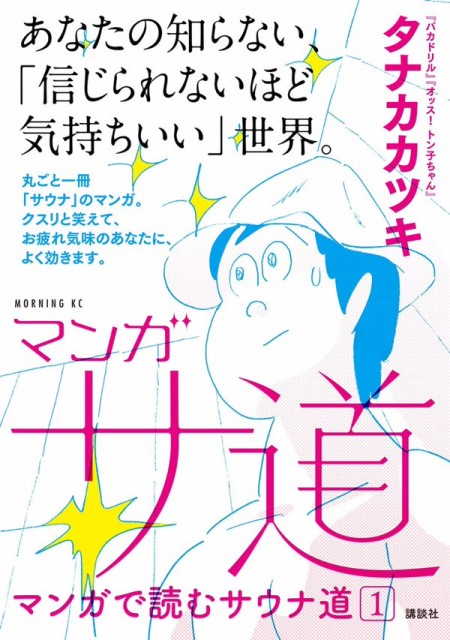 あなたの知らない、
「信じられないほど
気持ちいい」世界。
『バカドリル』『オッス！トン子ちゃん』
タナカカツキ
丸ごと一冊
「サウナ」のマンガ。
クスリと笑えて、
お疲れ気味のあなたに、
よく効きます。
MORNING KC
マンガ
サ道
マンガで読むサウナ道 1
講談社